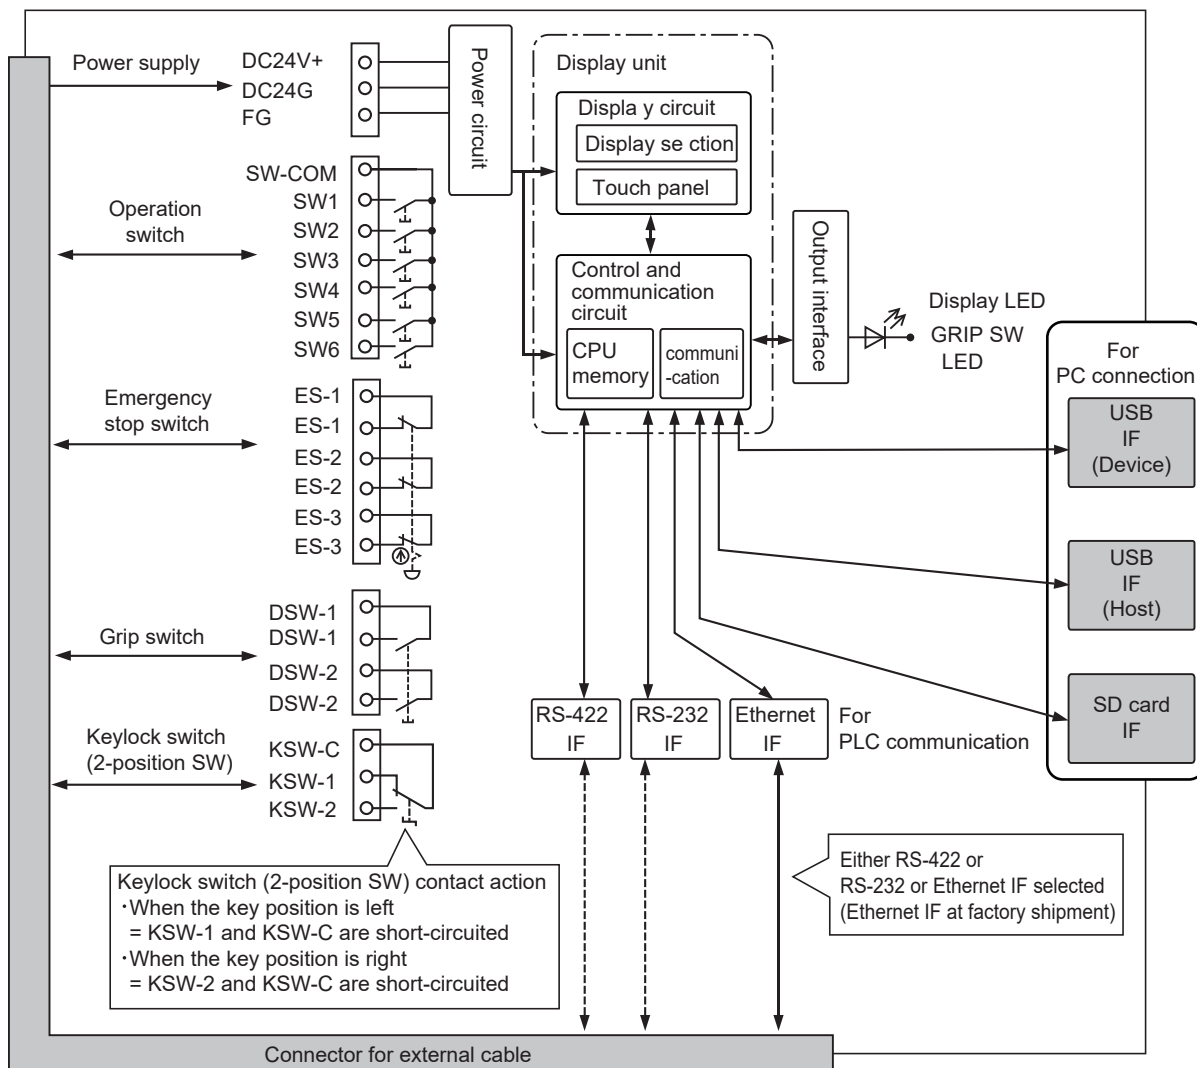 Power supply
DC24V+
DC24G
FG
Power circuit
Display unit
Displa y circuit
Display se ction
Touch panel
Operation
switch
SW-COM
SW1
SW2
SW3
SW4
SW5
SW6
Control and
communication
circuit
CPU
memory
communi
-cation
Output interface
Display LED
GRIP SW
LED
For
PC connection
USB
IF
(Device)
USB
IF
(Host)
SD card
IF
Emergency
stop switch
ES-1
ES-1
ES-2
ES-2
ES-3
ES-3
Grip switch
DSW-1
DSW-1
DSW-2
DSW-2
Keylock switch
(2-position SW)
KSW-C
KSW-1
KSW-2
RS-422
IF
RS-232
IF
Ethernet
IF
For
PLC communication
Keylock switch (2-position SW) contact action
・When the key position is left
= KSW-1 and KSW-C are short-circuited
・When the key position is right
= KSW-2 and KSW-C are short-circuited
Either RS-422 or
RS-232 or Ethernet IF selected
(Ethernet IF at factory shipment)
Connector for external cable